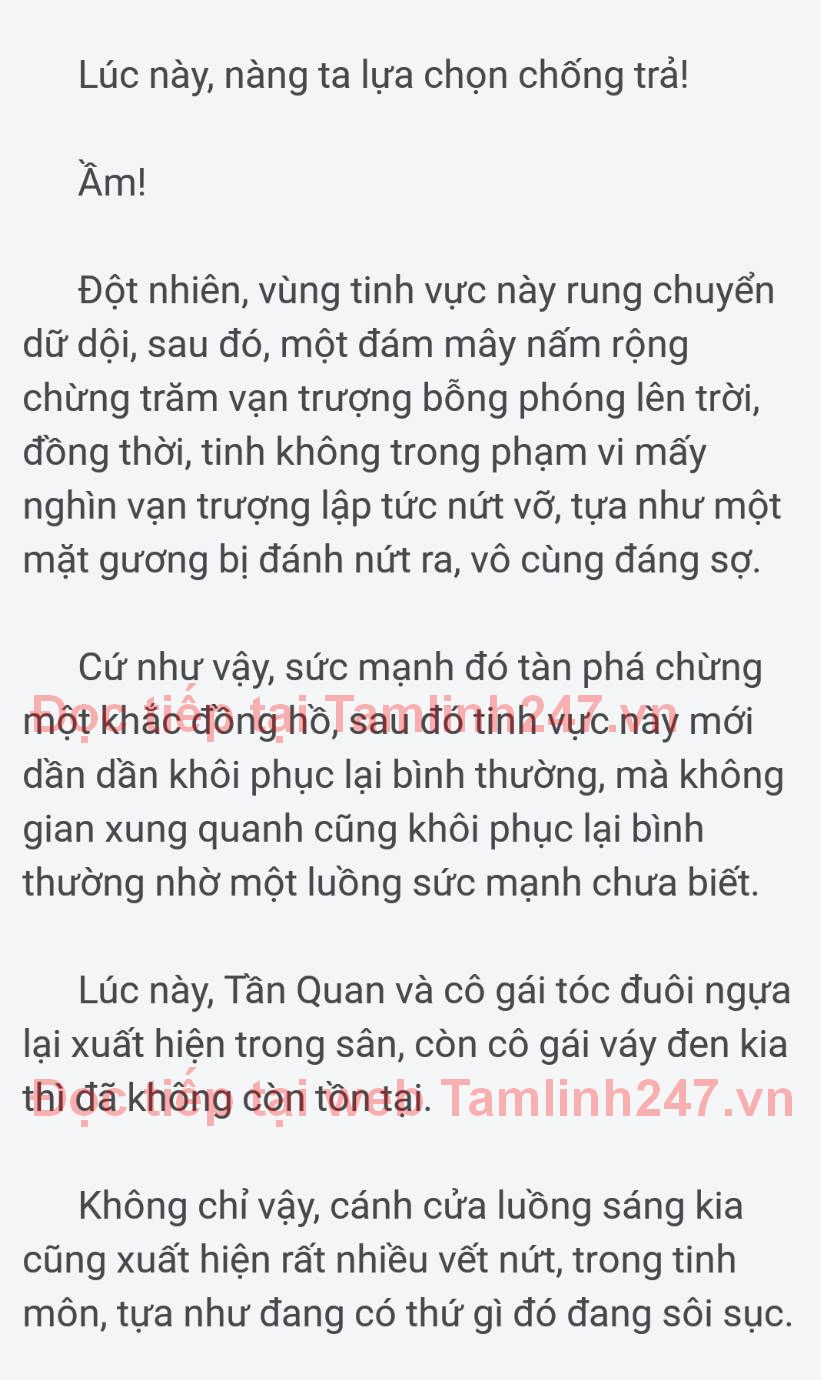 Lúc này, nàng ta lựa chọn chống trả!
Ầm!
Đột nhiên, vùng tinh vực này rung chuyển
dữ dội, sau đó, một đám mây nấm rộng
chừng trăm vạn trượng bỗng phóng lên trời,
đồng thời, tinh không trong phạm vi mấy
nghìn vạn trượng lập tức nứt vỡ, tựa như một
mặt gương bị đánh nứt ra, vô cùng đáng sợ.
Cứ như vậy, sức mạnh đó tàn phá chừng
một khắc đồng hồ, sau đó tinh vực này mới
Đọc tiếp tại Tamlinh247.vn
dần dần khôi phục lại bình thường, mà không
gian xung quanh cũng khôi phục lại bình
thường nhờ một luồng sức mạnh chưa biết.
Lúc này, Tần Quan và cô gái tóc đuôi ngựa
lại xuất hiện trong sân, còn cô gái váy đen kia
thì đã không còn tồn tại.
Đọc tiếp tại web Tamlinh247.vn
Không chỉ vậy, cánh cửa luồng sáng kia
cũng xuất hiện rất nhiều vết nứt, trong tinh
môn, tựa như đang có thứ gì đó đang sôi sục.